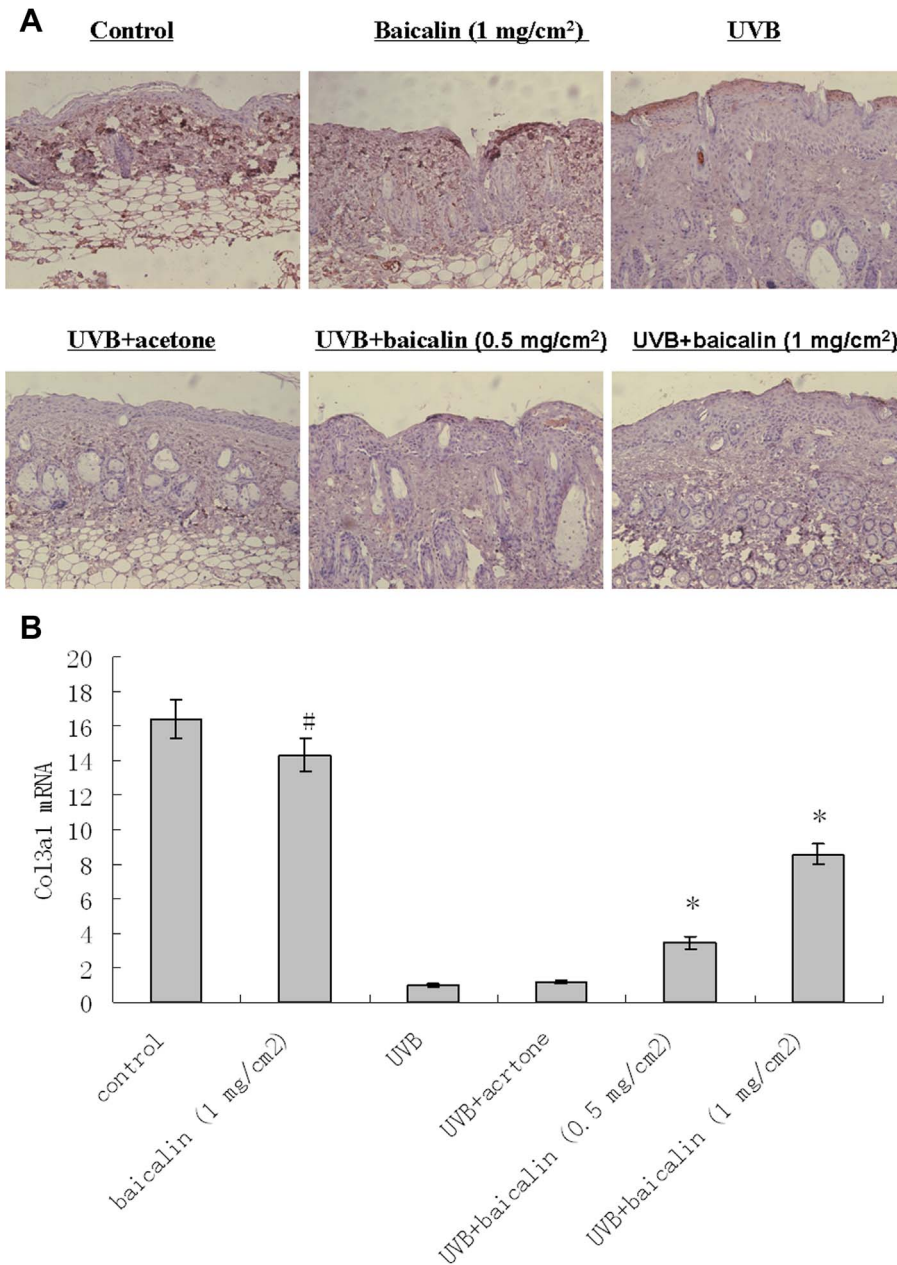 A
Control
Baicalin (1 mg/cm²)
UVB
UVB+acetone
UVB+baicalin (0.5 mg/cm²)
UVB+baicalin (1 mg/cm²)
B
20
18
16
14
12
10
8
6
4
2
0
Col3a1 mRNA
#
*
*
control
baicalin (1 mg/cm2)
UVB
UVB+acrtone
UVB+baicalin (0.5 mg/cm2)
UVB+baicalin (1 mg/cm2)